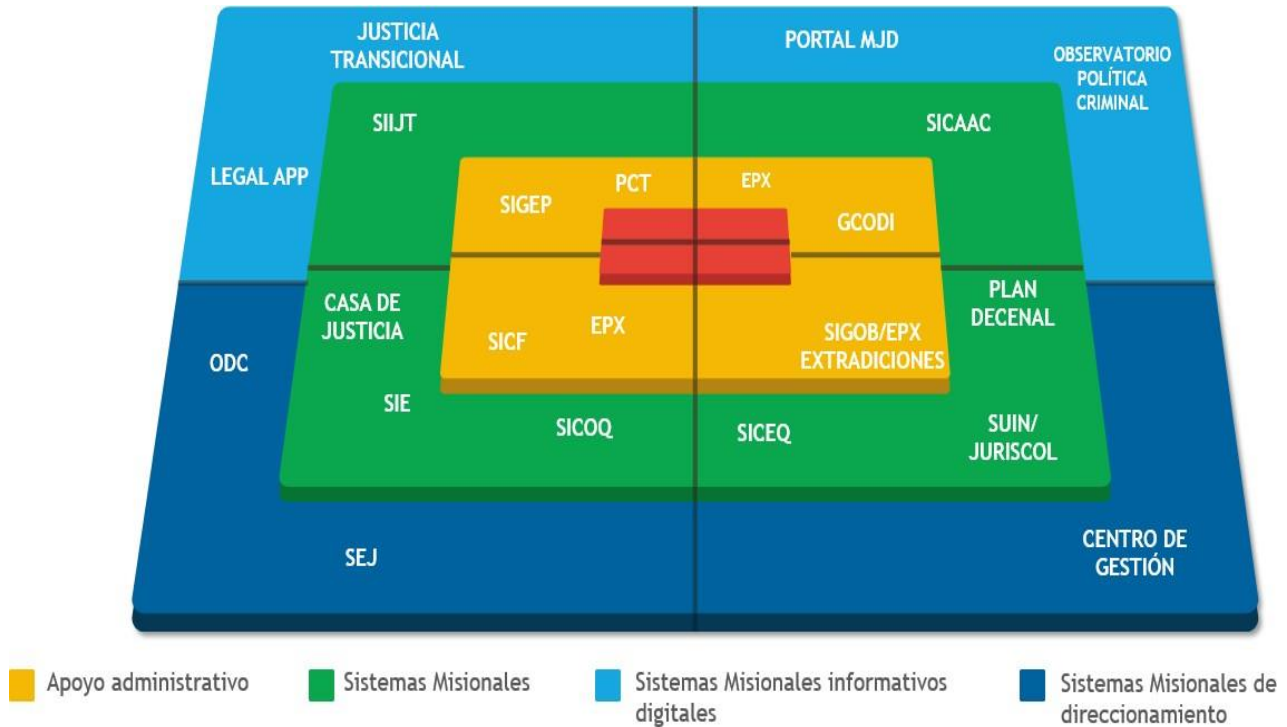 JUSTICIA
TRANSICIONAL
PORTAL MJD
OBSERVATORIO
POLÍTICA
CRIMINAL
SIIJT
SICAAC
LEGAL APP
PCT
EPX
SIGEP
GCODI
CASA DE
JUSTICIA
PLAN
DECENAL
EPX
SICF
SIGOB/EPX
EXTRADICIONES
ODC
SIE
SICOQ
SICEQ
SUIN/
JURISCOL
SEJ
CENTRO DE
GESTIÓN
Apoyo administrativo
Sistemas Misionales
Sistemas Misionales informativos
digitales
Sistemas Misionales de
direccionamiento